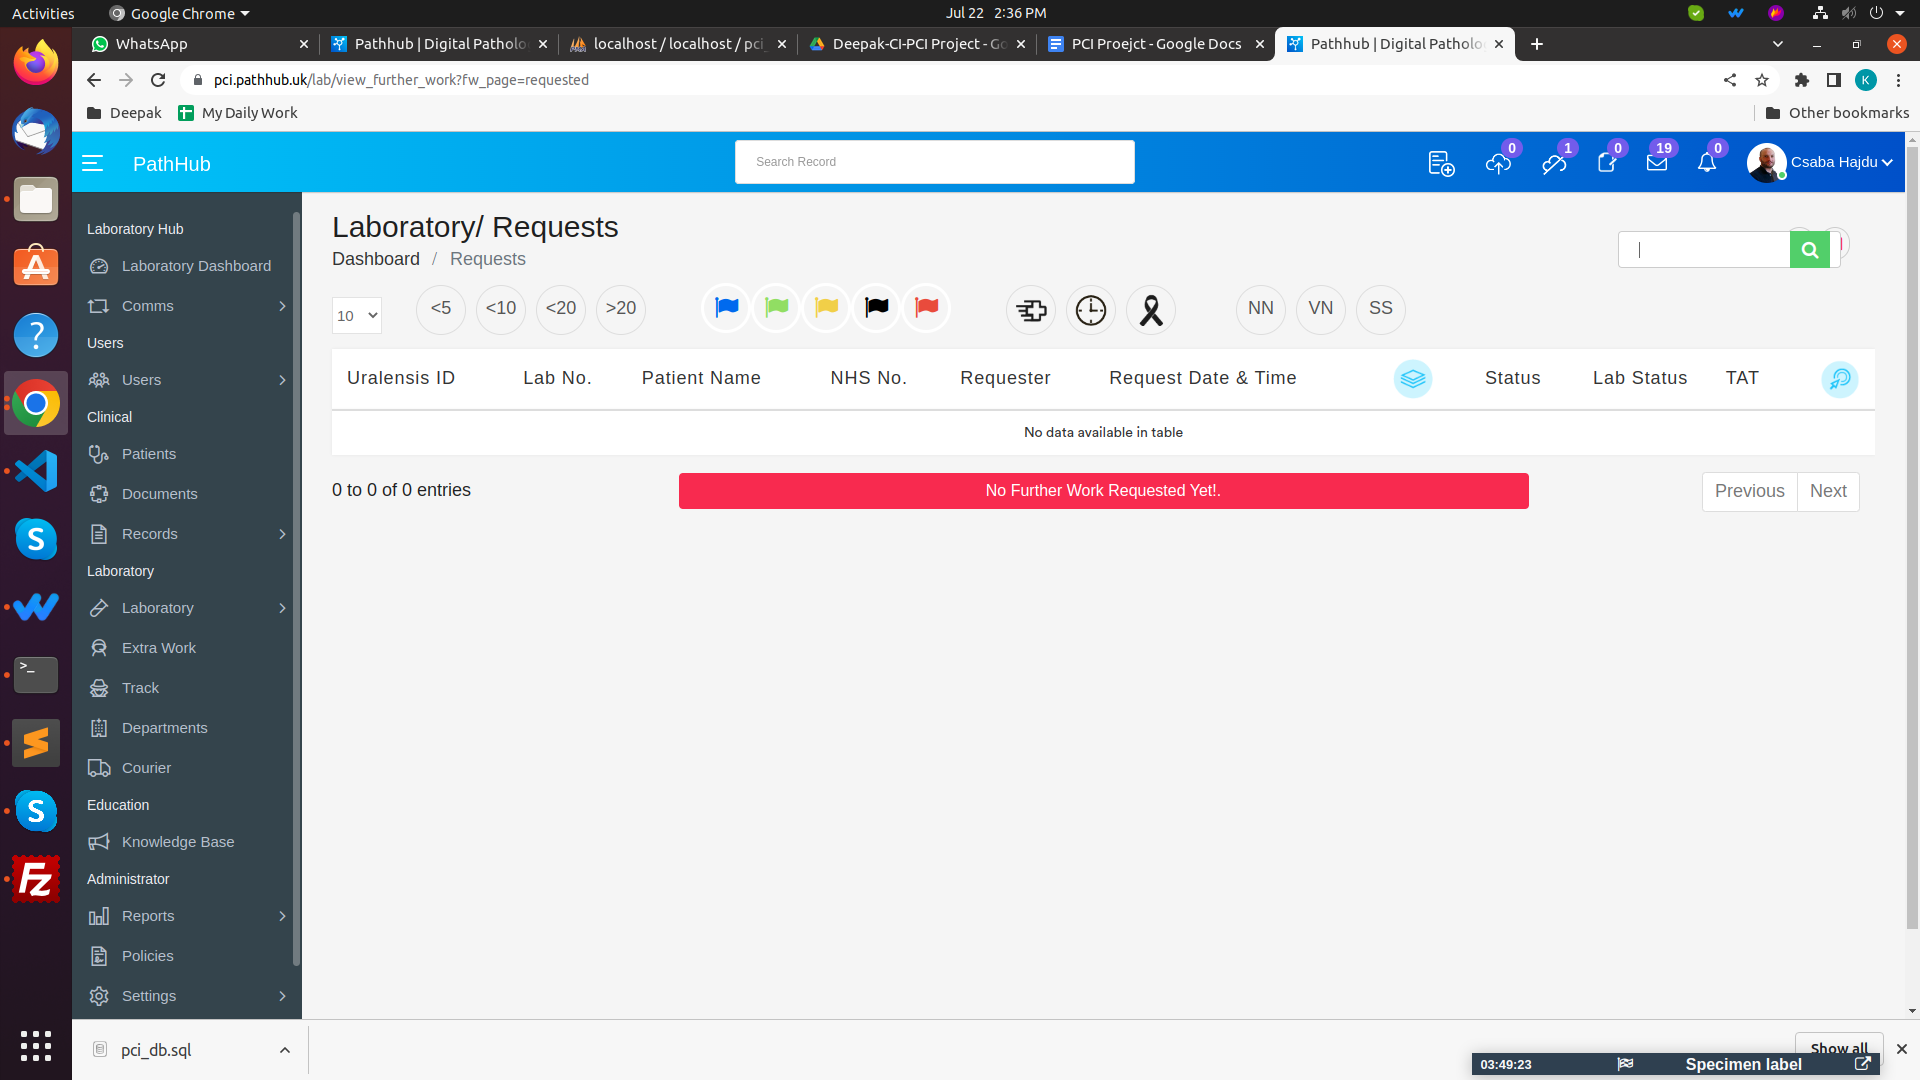 Activities
Google Chrome
Jul 22 2:36 PM
WhatsApp
Pathhub | Digital Patholo
localhost / localhost / pci
Deepak-CI-PCI Project - Go
PCI Proejct - Google Docs
Pathhub | Digital Patholo
pci.pathhub.uk/lab/view_further_work?fw_page=requested
K
Deepak
My Daily Work
Other bookmarks
PathHub
Search Record
0
1
0
19
0
Csaba Hajdu
Laboratory Hub
Laboratory Dashboard
Comms
Users
Users
Clinical
Patients
Documents
Records
Laboratory
Laboratory
Extra Work
Track
Departments
Courier
Education
Knowledge Base
Administrator
Reports
Policies
Settings
Laboratory/ Requests
Dashboard / Requests
10
<5
<10
<20
>20
NN
VN
SS
Uralensis ID
Lab No.
Patient Name
NHS No.
Requester
Request Date & Time
Status
Lab Status
TAT
No data available in table
0 to 0 of 0 entries
No Further Work Requested Yet!.
Previous
Next
pci_db.sql
Show all
03:49:23
Specimen label